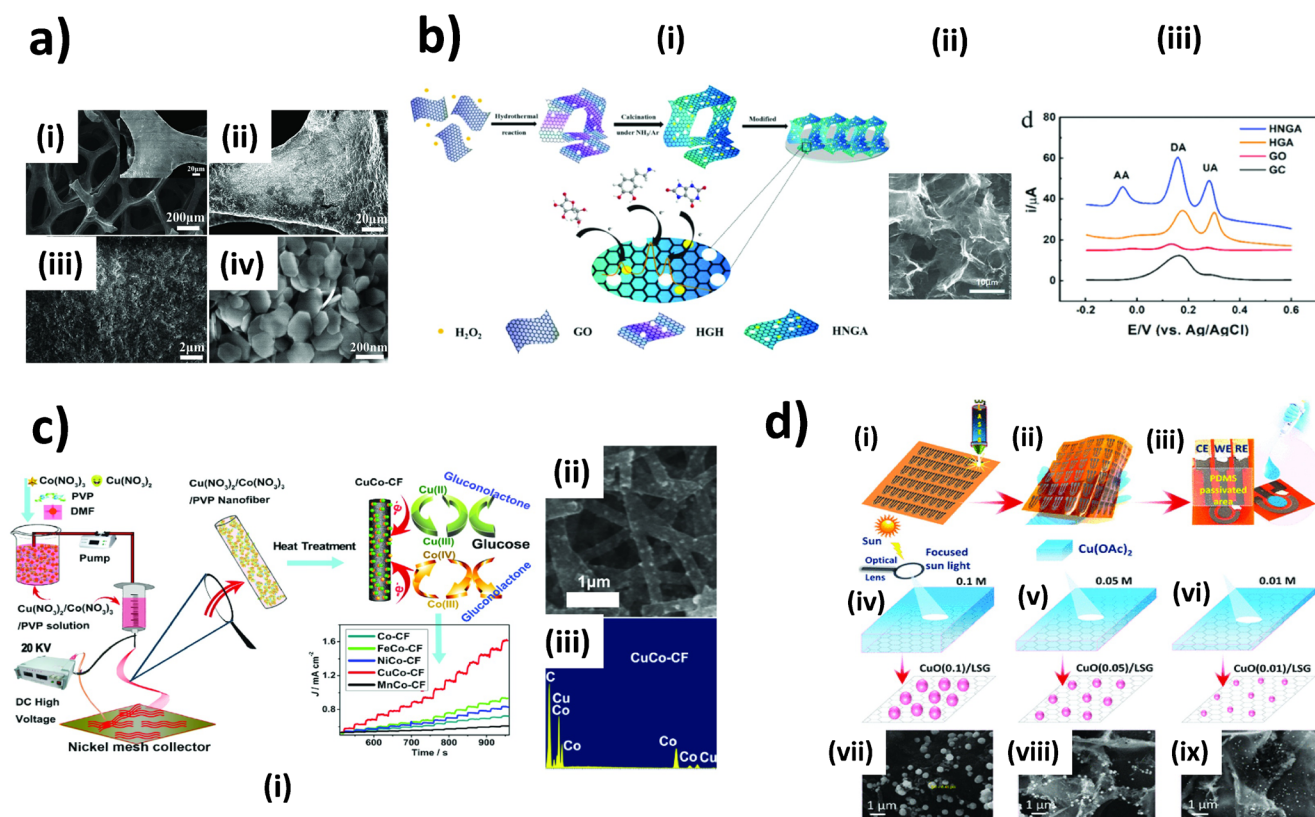 a)
(i)
20µm
200µm
(ii)
20µm
(iii)
2µm
(iv)
200nm
b)
(i)
Hydrothermal
reaction
Calcination
under NH₃/Ar
Modified
e⁻
e⁻
H₂O₂
GO
HGH
HNGA
(ii)
10µm
(iii)
d
HNGA
HGA
GO
GC
AA
DA
UA
i/µA
80
60
40
20
0
-0.2
0.0
0.2
0.4
0.6
E/V (vs. Ag/AgCl)
c)
Co(NO₃)₃
Cu(NO₃)₂
PVP
DMF
Pump
Cu(NO₃)₂/Co(NO₃)₃
/PVP solution
20 KV
DC High
Voltage
Nickel mesh collector
Cu(NO₃)₂/Co(NO₃)₃
/PVP Nanofiber
Heat Treatment
CuCo-CF
e⁻
e⁻
Cu(II)
Cu(III)
Co(IV)
Co(III)
Gluconolactone
Glucose
Gluconolactone
Co-CF
FeCo-CF
NiCo-CF
CuCo-CF
MnCo-CF
J / mA cm⁻²
1.6
1.2
0.8
600
700
800
900
Time / s
(i)
(ii)
1µm
(iii)
CuCo-CF
C
Cu
Co
Co
Co
Co
Cu
d)
(i)
LASER
(ii)
Cu(OAc)₂
(iii)
CE WE RE
PDMS
passivated
area
Sun
Optical
Lens
Focused
sun light
0.1 M
(iv)
0.05 M
(v)
0.01 M
(vi)
CuO(0.1)/LSG
CuO(0.05)/LSG
CuO(0.01)/LSG
(vii)
1 µm
(viii)
1 µm
(ix)
1 µm